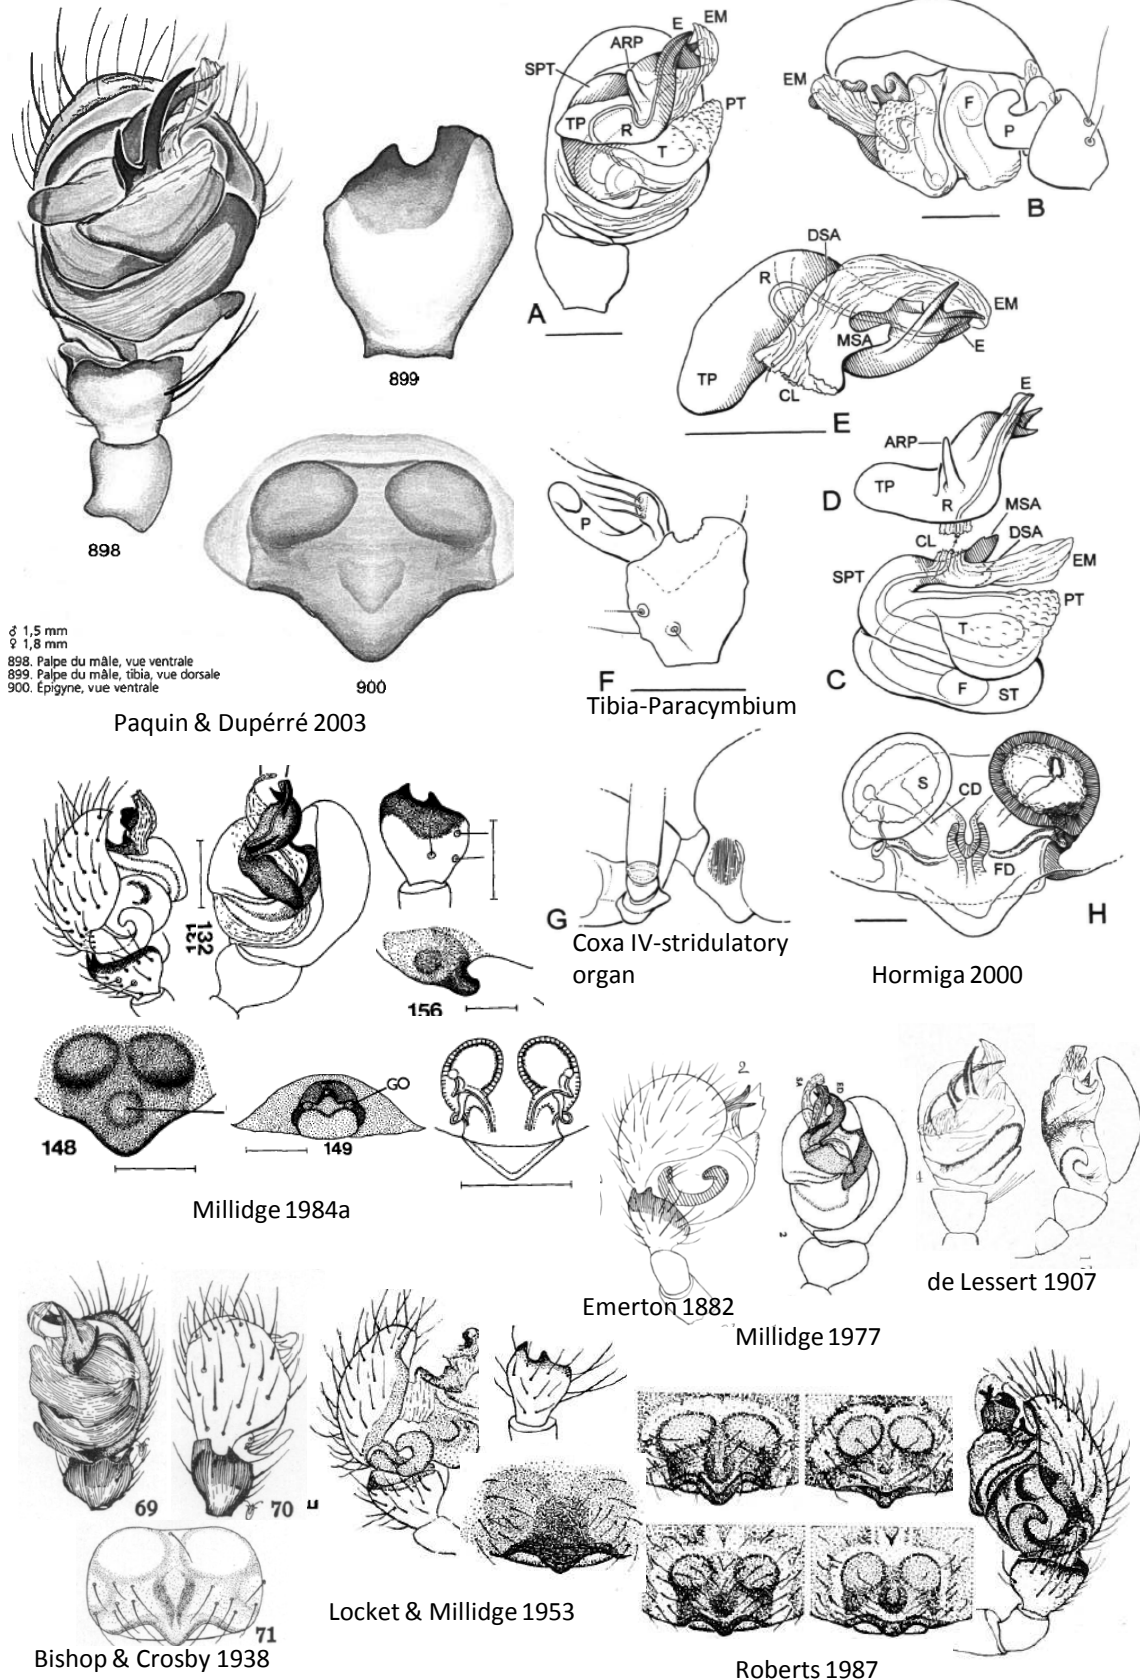 898
899
900
♂ 1,5 mm
♀ 1,8 mm
898. Palpe du mâle, vue ventrale
899. Palpe du mâle, tibia, vue dorsale
900. Épigyne, vue ventrale
Paquin & Dupérré 2003
E
EM
ARP
SPT
PT
TP
R
T
A
EM
F
P
B
DSA
R
EM
MSA
E
TP
CL
E
E
ARP
TP
R
D
MSA
CL
DSA
SPT
EM
PT
T
F
ST
C
P
F
Tibia-Paracymbium
G
Coxa IV-stridulatory
organ
S
CD
FD
H
Hormiga 2000
131
132
156
148
GO
149
Millidge 1984a
2
Emerton 1882
2
Millidge 1977
4
de Lessert 1907
69
70
71
Bishop & Crosby 1938
Locket & Millidge 1953
Roberts 1987